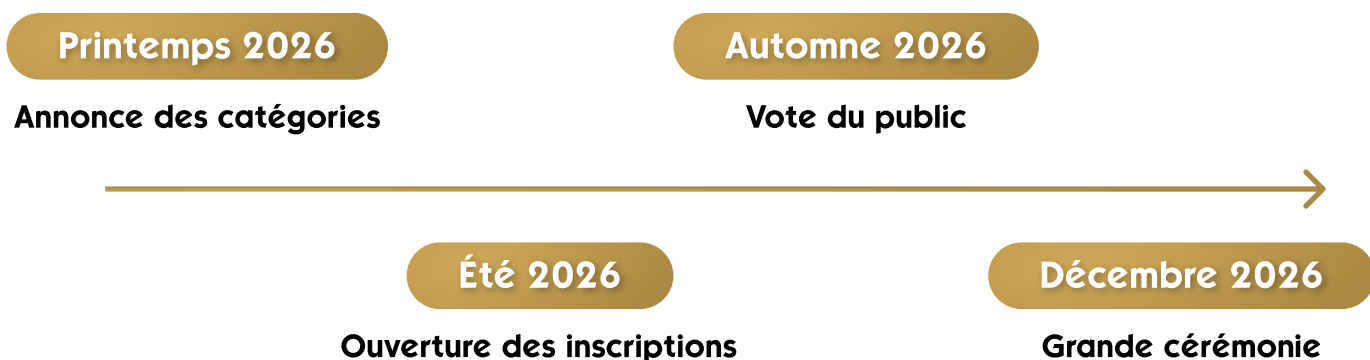 Printemps 2026
Annonce des catégories
Été 2026
Ouverture des inscriptions
Automne 2026
Vote du public
Décembre 2026
Grande cérémonie